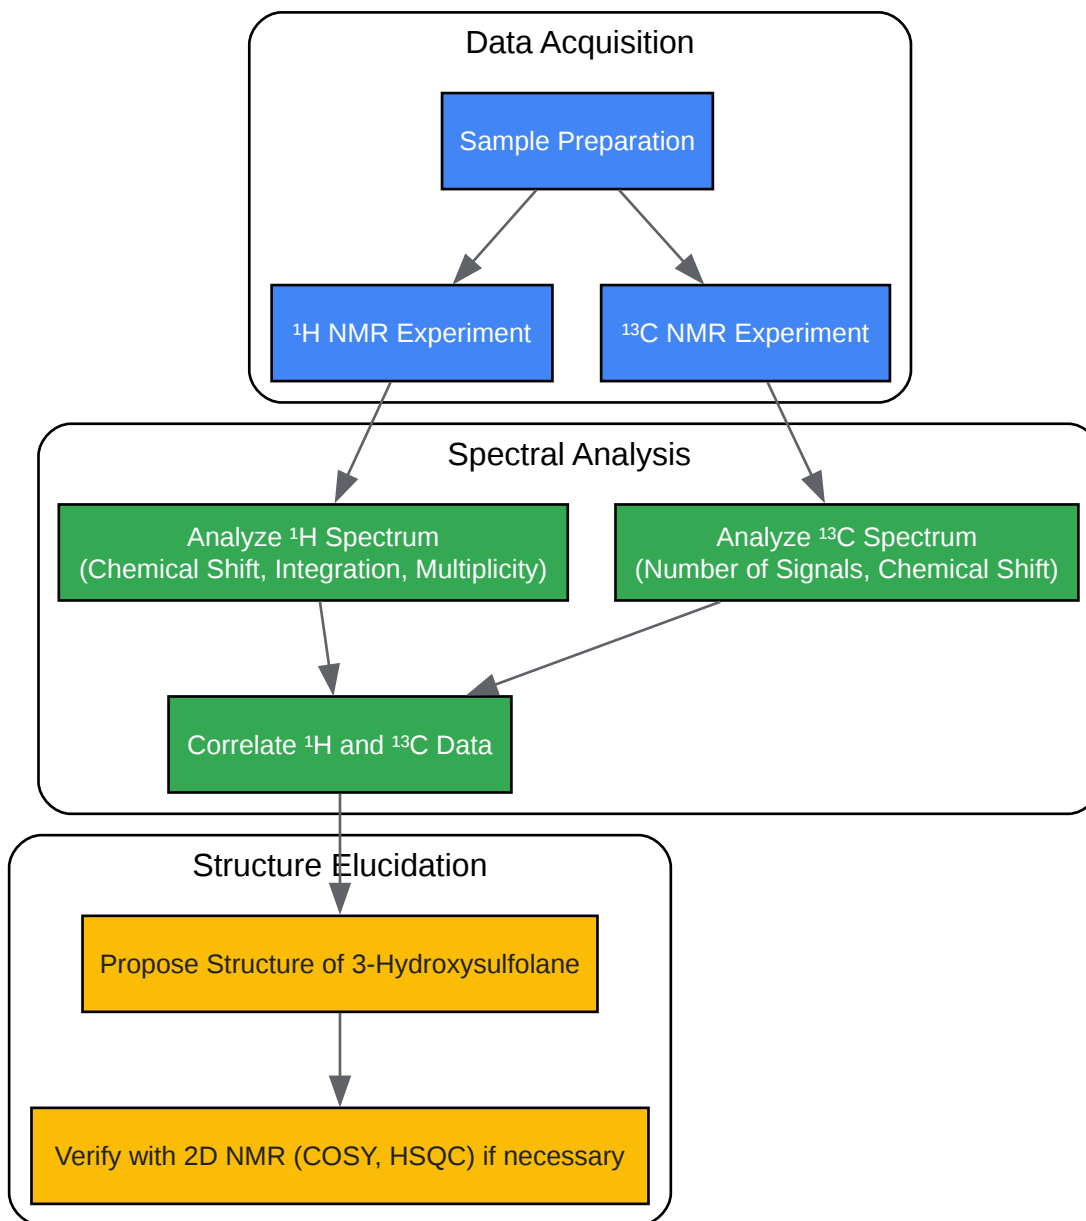 Data Acquisition
Sample Preparation
¹H NMR Experiment
¹³C NMR Experiment
Spectral Analysis
Analyze ¹H Spectrum
(Chemical Shift, Integration, Multiplicity)
Analyze ¹³C Spectrum
(Number of Signals, Chemical Shift)
Correlate ¹H and ¹³C Data
Structure Elucidation
Propose Structure of 3-Hydroxysulfolane
Verify with 2D NMR (COSY, HSQC) if necessary